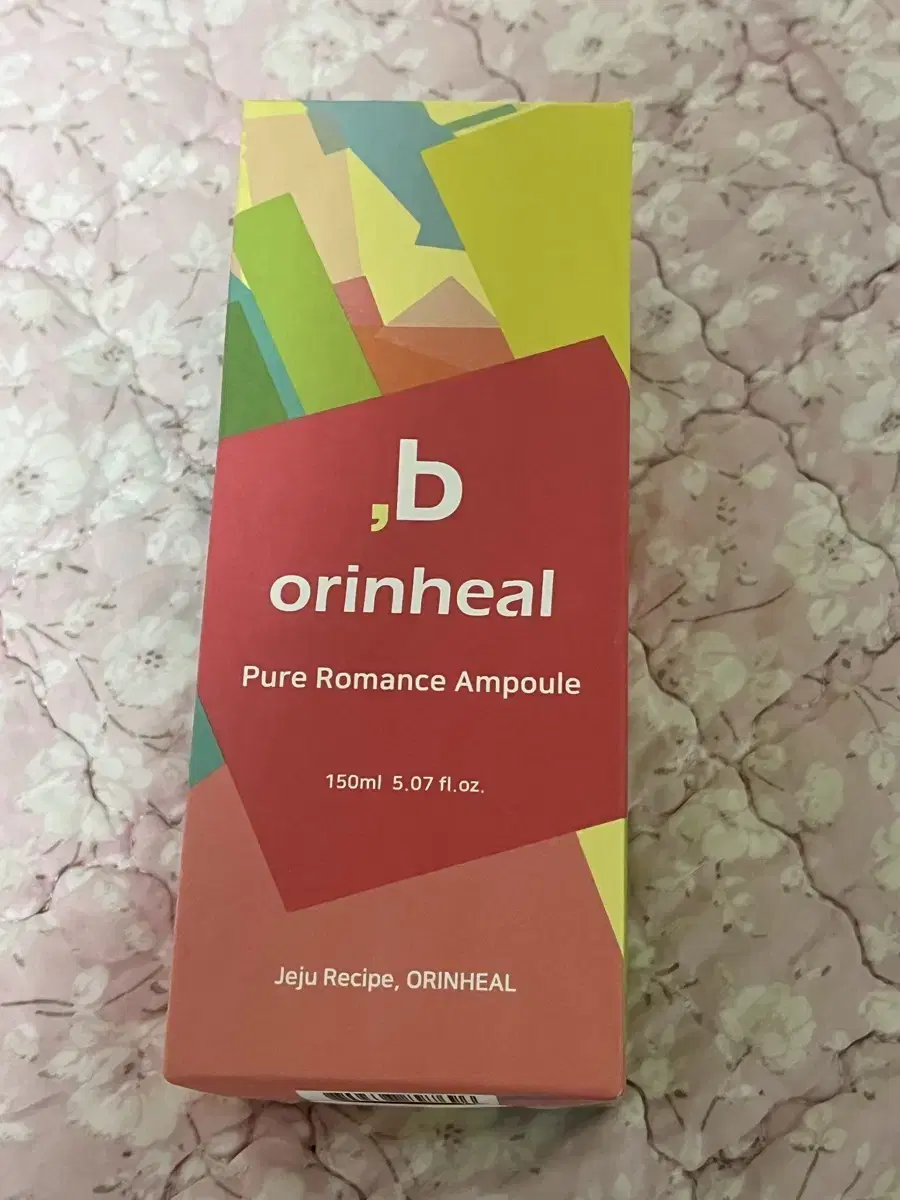 ,b
orinheal
Pure Romance Ampoule
150ml 5.07 fl.oz.
Jeju Recipe, ORINHEAL